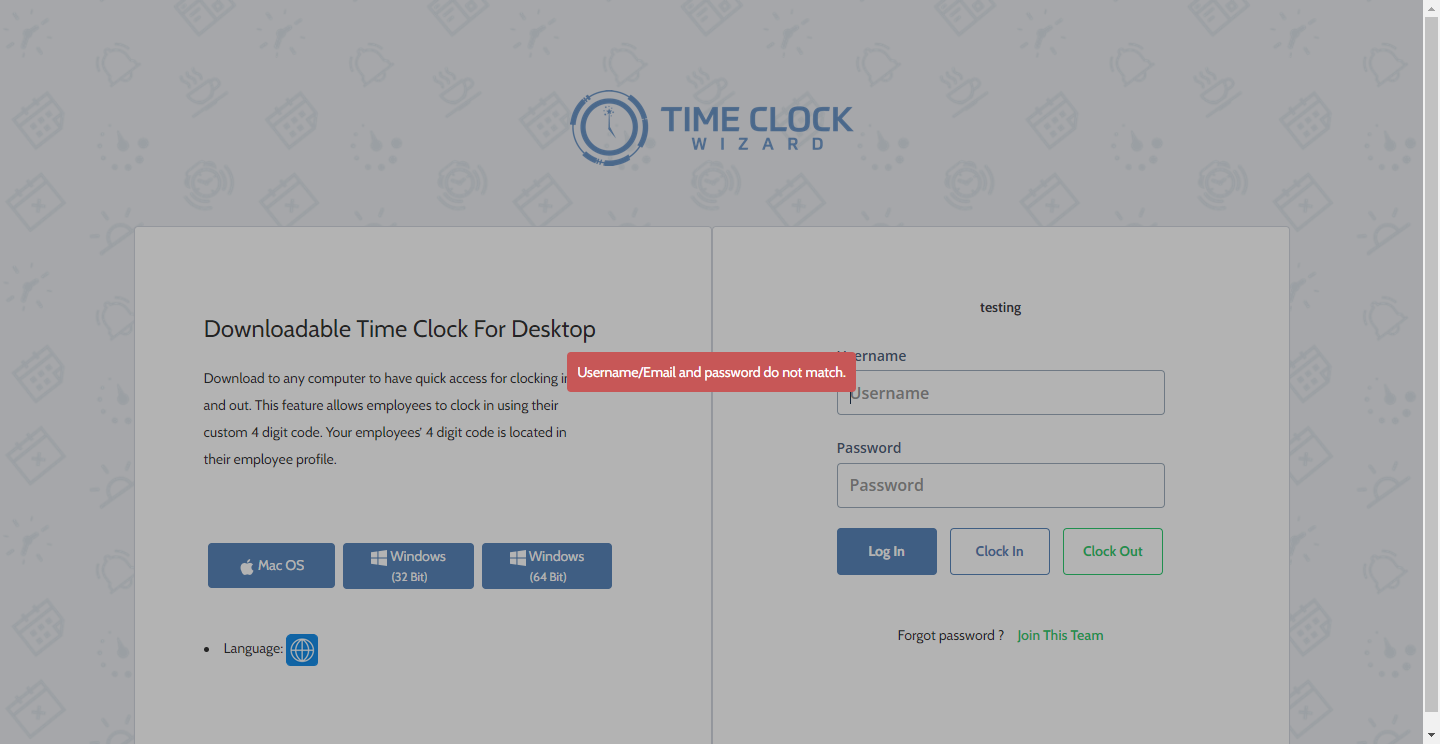 TIME CLOCK
WIZARD
Downloadable Time Clock For Desktop
Download to any computer to have quick access for clocking
and out. This feature allows employees to clock in using their
custom 4 digit code. Your employees' 4 digit code is located in
their employee profile.
Mac OS
Windows
(32 Bit)
Windows
(64 Bit)
Language:
Username/Email and password do not match.
testing
Username
Password
Password
Log In
Clock In
Clock Out
Forgot password ?
Join This Team